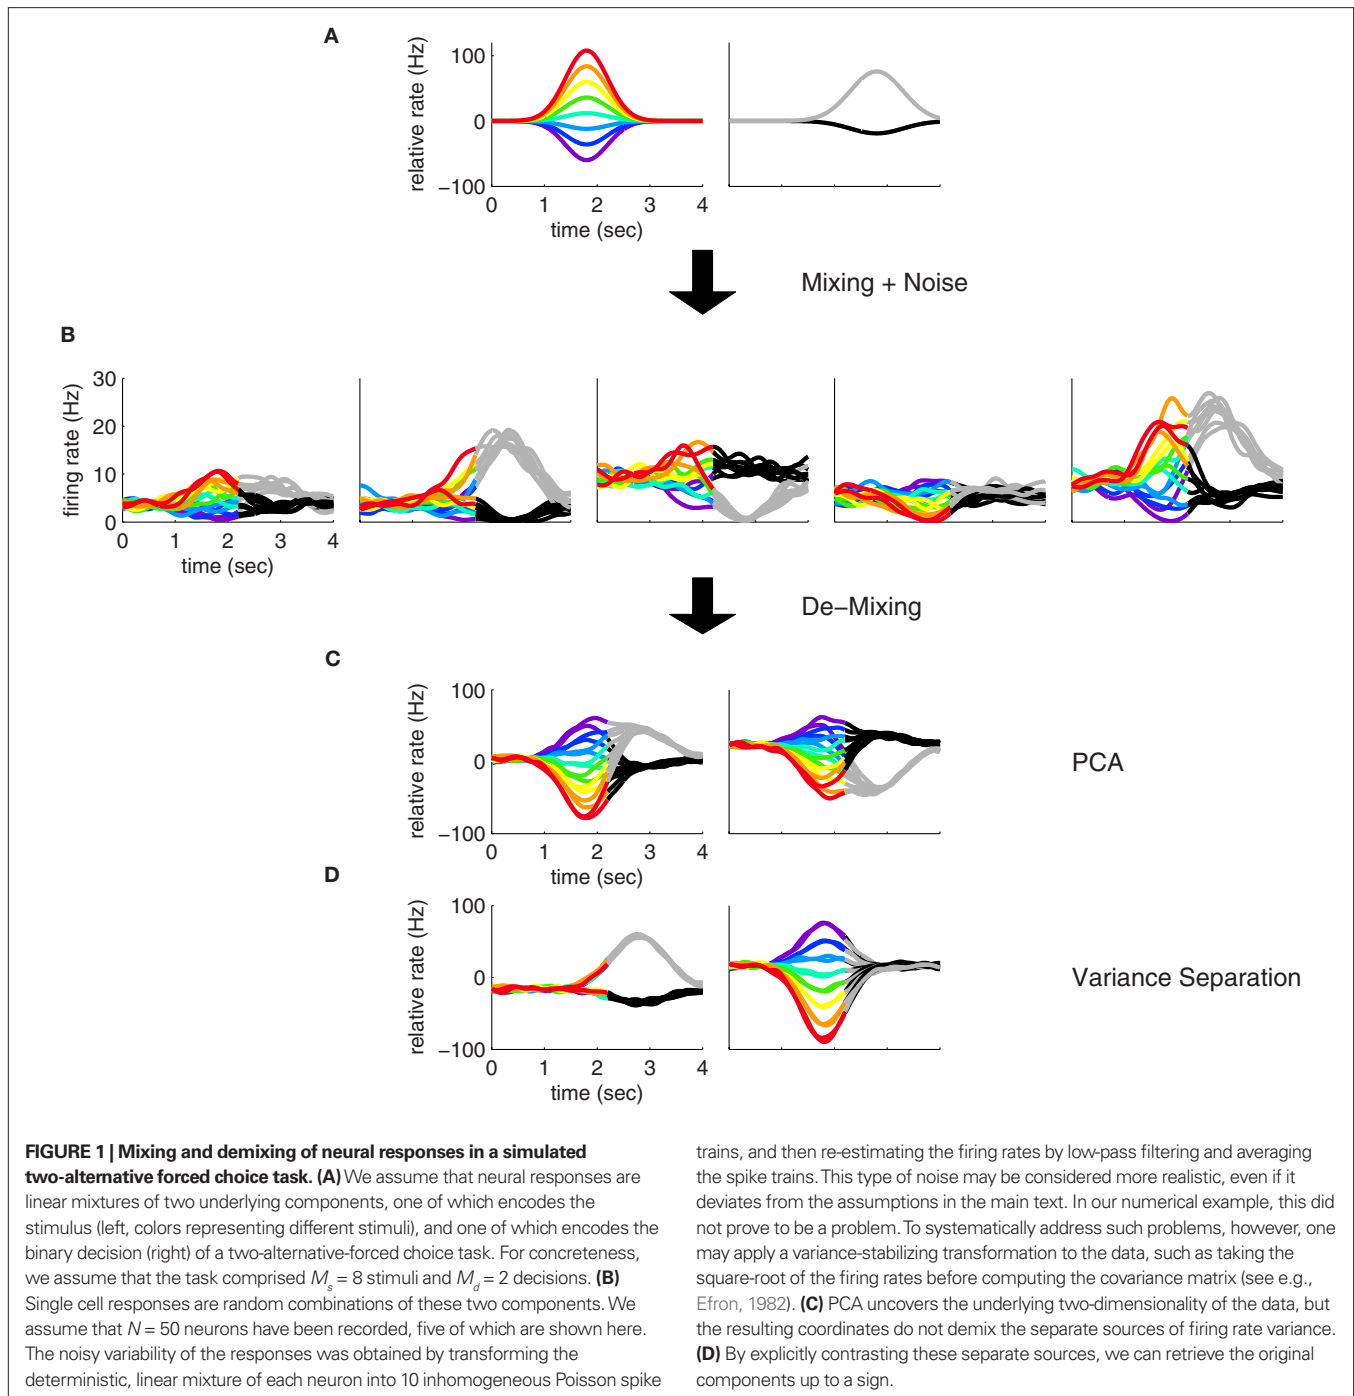 A
relative rate (Hz)
100
0
−100
0 1 2 3 4
time (sec)
Mixing + Noise
B
firing rate (Hz)
30
20
10
0
0 1 2 3 4
time (sec)
De−Mixing
C
relative rate (Hz)
100
0
−100
0 1 2 3 4
time (sec)
PCA
D
relative rate (Hz)
100
0
−100
0 1 2 3 4
time (sec)
Variance Separation
FIGURE 1 | Mixing and demixing of neural responses in a simulated
two-alternative forced choice task. (A) We assume that neural responses are
linear mixtures of two underlying components, one of which encodes the
stimulus (left, colors representing different stimuli), and one of which encodes the
binary decision (right) of a two-alternative-forced choice task. For concreteness,
we assume that the task comprised Ms = 8 stimuli and Md = 2 decisions. (B)
Single cell responses are random combinations of these two components. We
assume that N = 50 neurons have been recorded, five of which are shown here.
The noisy variability of the responses was obtained by transforming the
deterministic, linear mixture of each neuron into 10 inhomogeneous Poisson spike
trains, and then re-estimating the firing rates by low-pass filtering and averaging
the spike trains. This type of noise may be considered more realistic, even if it
deviates from the assumptions in the main text. In our numerical example, this did
not prove to be a problem. To systematically address such problems, however, one
may apply a variance-stabilizing transformation to the data, such as taking the
square-root of the firing rates before computing the covariance matrix (see e.g.,
Efron, 1982). (C) PCA uncovers the underlying two-dimensionality of the data, but
the resulting coordinates do not demix the separate sources of firing rate variance.
(D) By explicitly contrasting these separate sources, we can retrieve the original
components up to a sign.